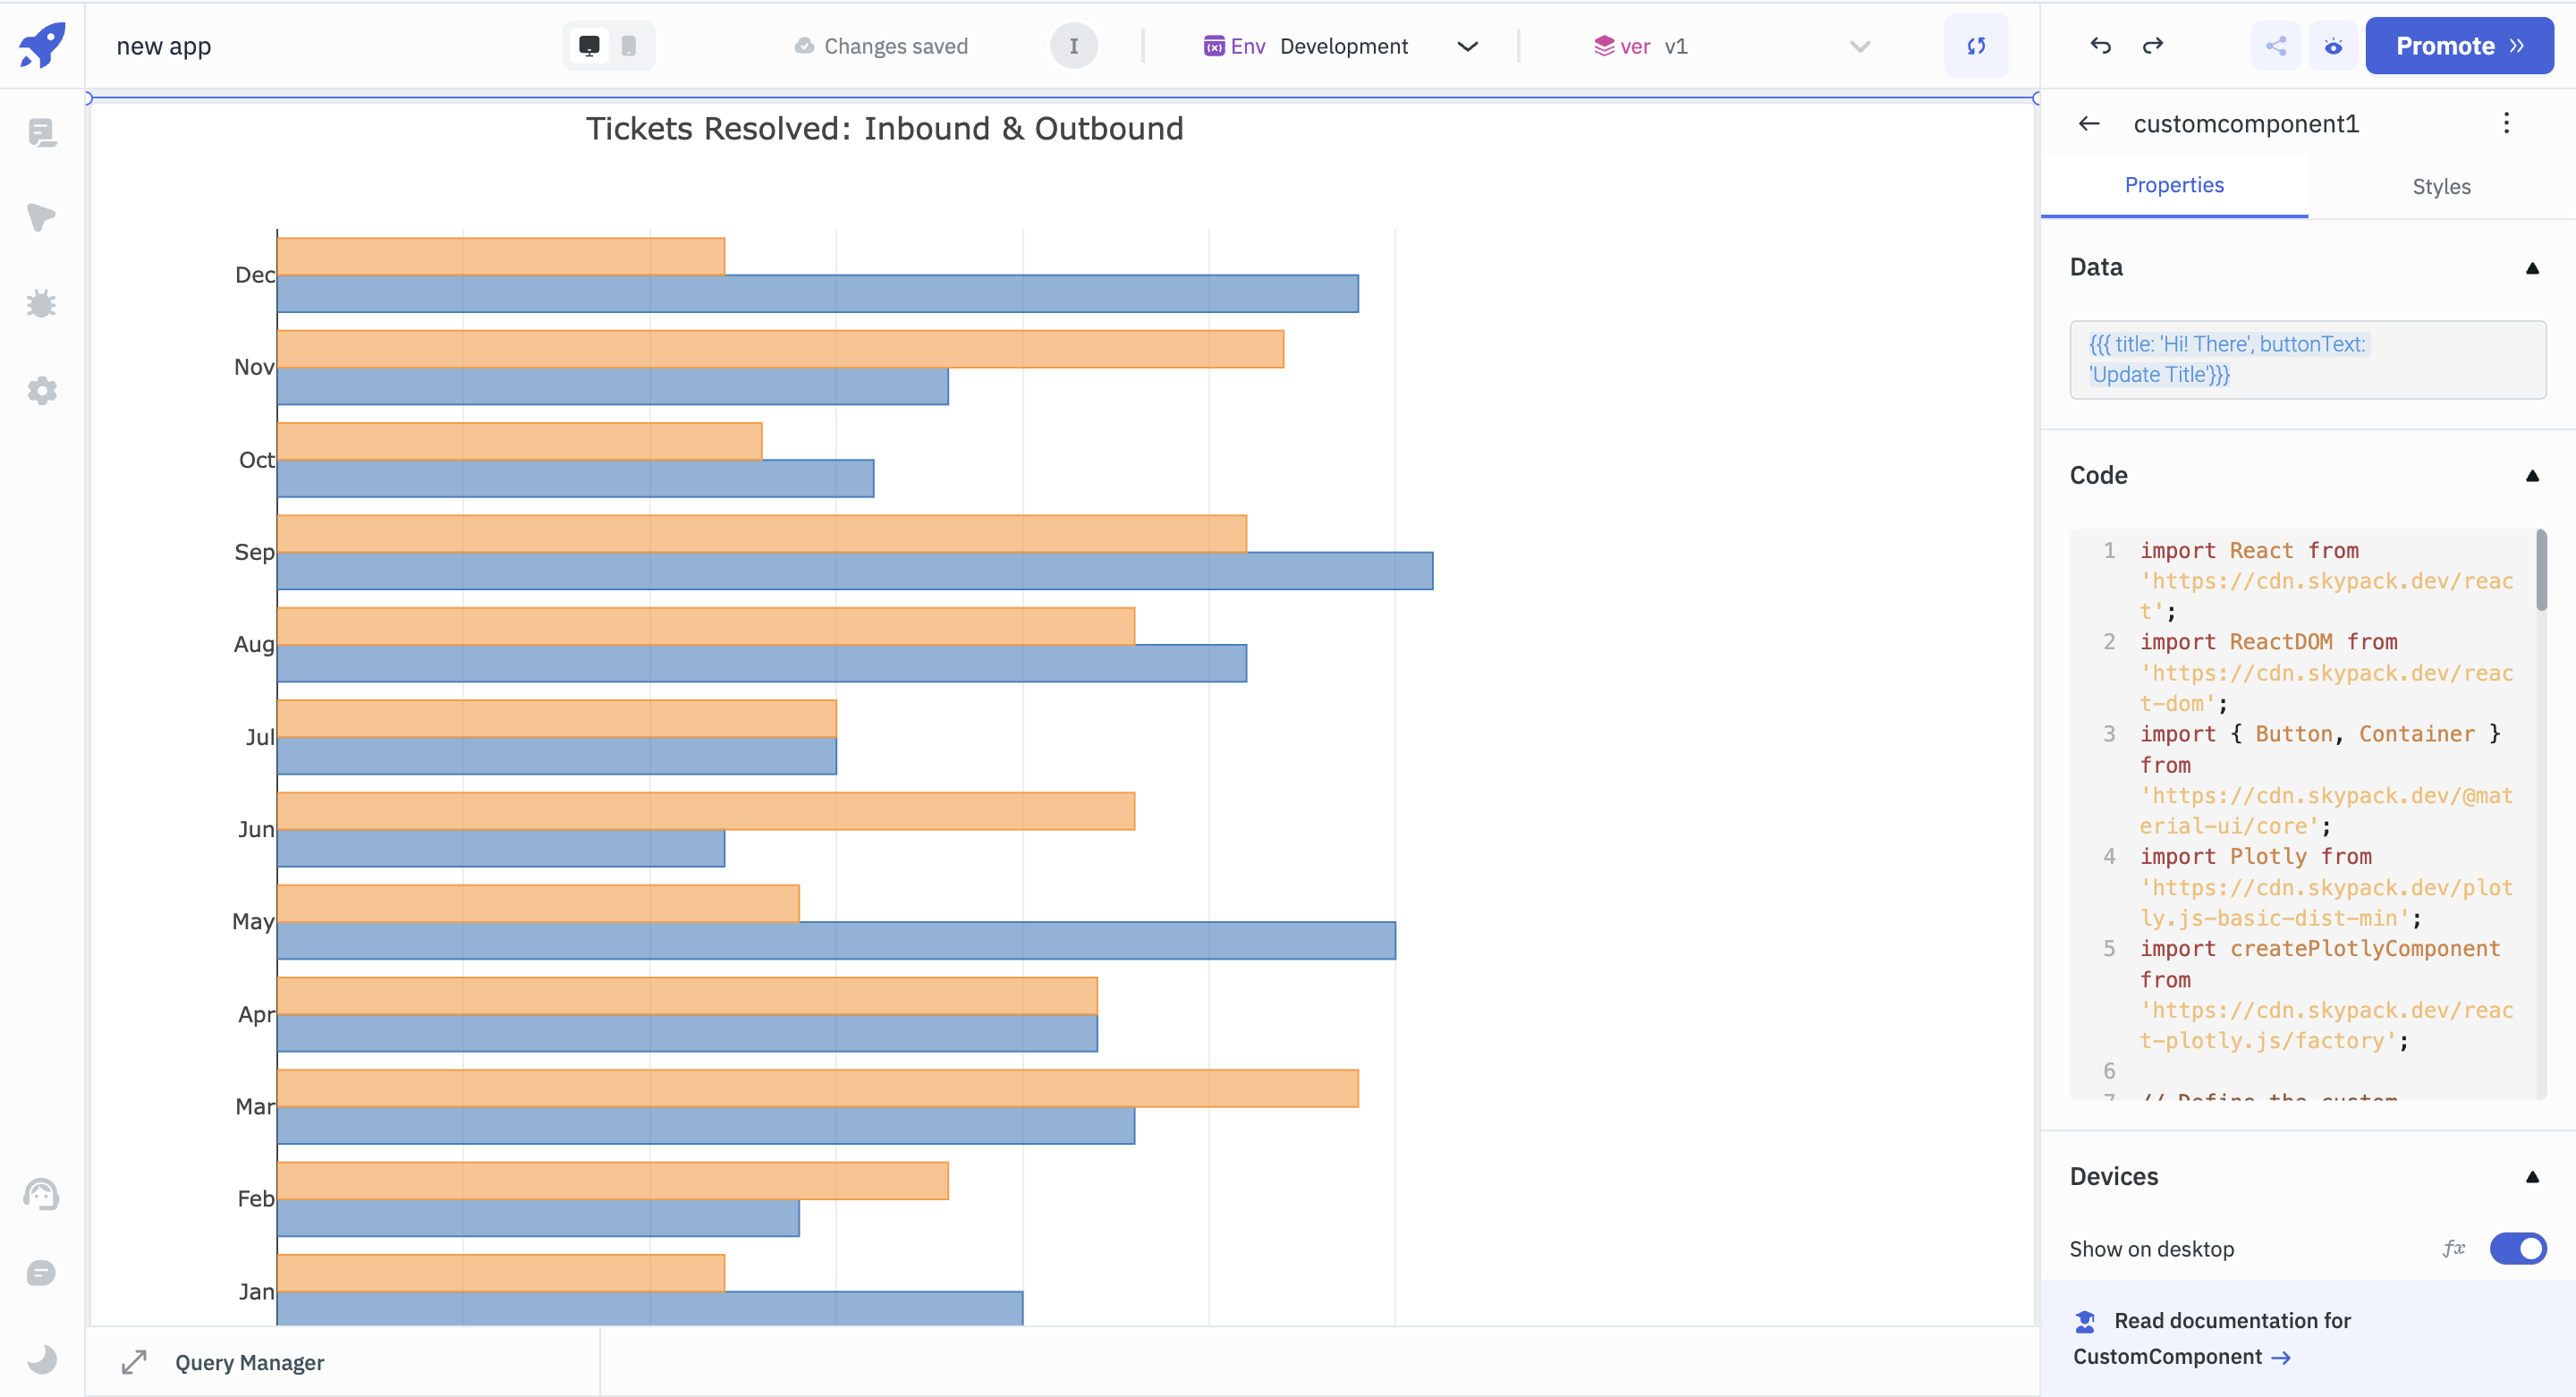 new app
Changes saved
I
Env Development
ver v1
Promote
Tickets Resolved: Inbound & Outbound
Dec
Nov
Oct
Sep
Aug
Jul
Jun
May
Apr
Mar
Feb
Jan
Query Manager
customcomponent1
Properties
Styles
Data
{{{ title: 'Hi! There', buttonText:
'Update Title'}}}
Code
1 import React from
'https://cdn.skypack.dev/reac
t';
2 import ReactDOM from
'https://cdn.skypack.dev/reac
t-dom';
3 import { Button, Container }
from
'https://cdn.skypack.dev/@mat
erial-ui/core';
4 import Plotly from
'https://cdn.skypack.dev/plot
ly.js-basic-dist-min';
5 import createPlotlyComponent
from
'https://cdn.skypack.dev/reac
t-plotly.js/factory';
6
7 // Define the custom
Devices
Show on desktop
fx
Read documentation for
CustomComponent →